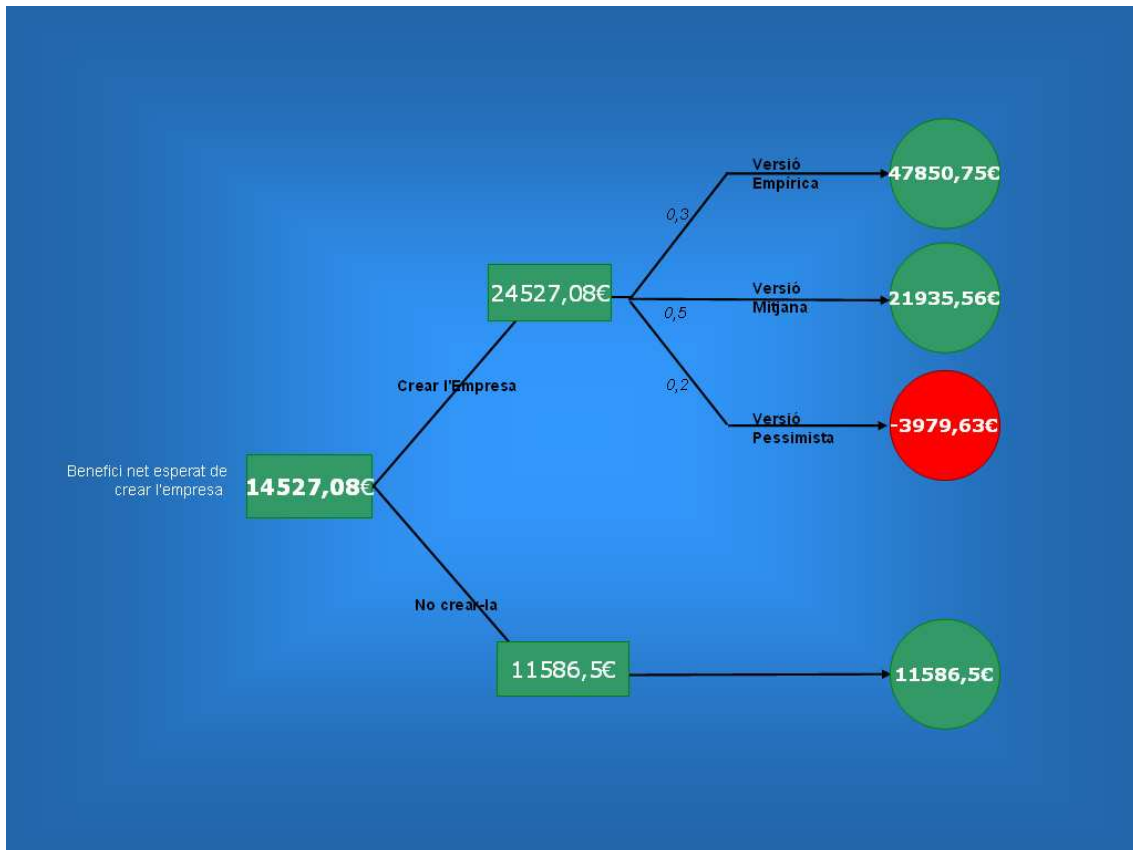 Versió
Empírica
47850,75€
0,3
24527,08€
Versió
Mitjana
21935,56€
0,5
Crear l'Empresa
0,2
Versió
Pessimista
-3979,63€
Benefici net esperat de
crear l'empresa
14527,08€
No crear-la
11586,5€
11586,5€